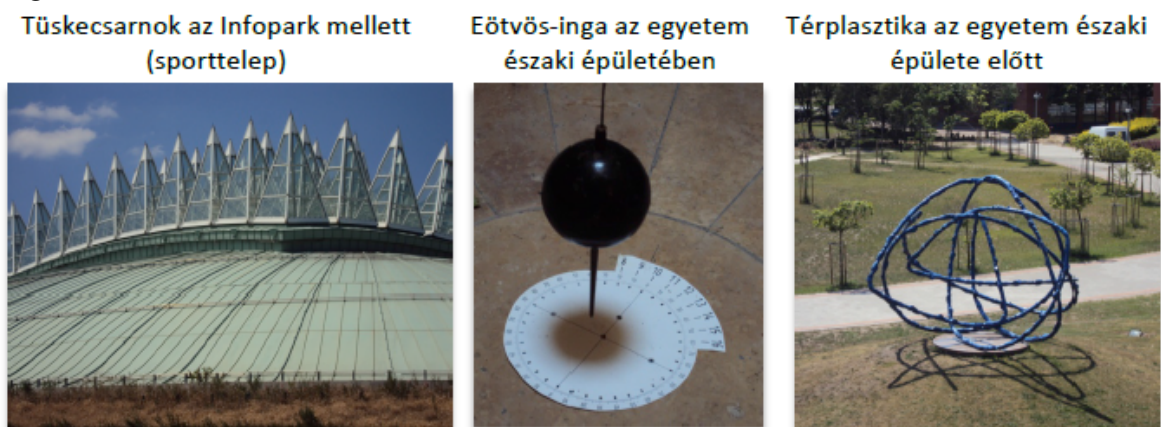 Tüskecsarnok az Infopark mellett
(sporttelep)
Eötvös-inga az egyetem
északi épületében
Térplasztika az egyetem északi
épülete előtt